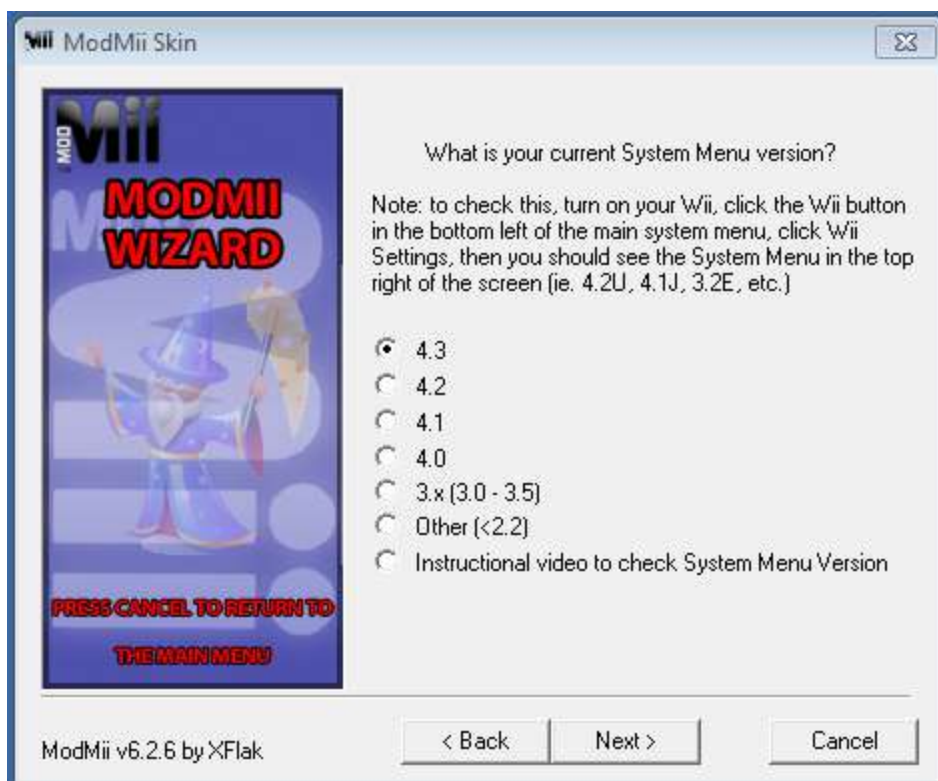 Wii ModMii Skin
MOD Mii
MODMII
WIZARD
PRESS CANCEL TO RETURN TO
THE MAIN MENU
What is your current System Menu version?
Note: to check this, turn on your Wii, click the Wii button
in the bottom left of the main system menu, click Wii
Settings, then you should see the System Menu in the top
right of the screen (ie. 4.2U, 4.1J, 3.2E, etc.)
4.3
4.2
4.1
4.0
3.x (3.0 - 3.5)
Other (<2.2)
Instructional video to check System Menu Version
ModMii v6.2.6 by XFlak
< Back
Next >
Cancel